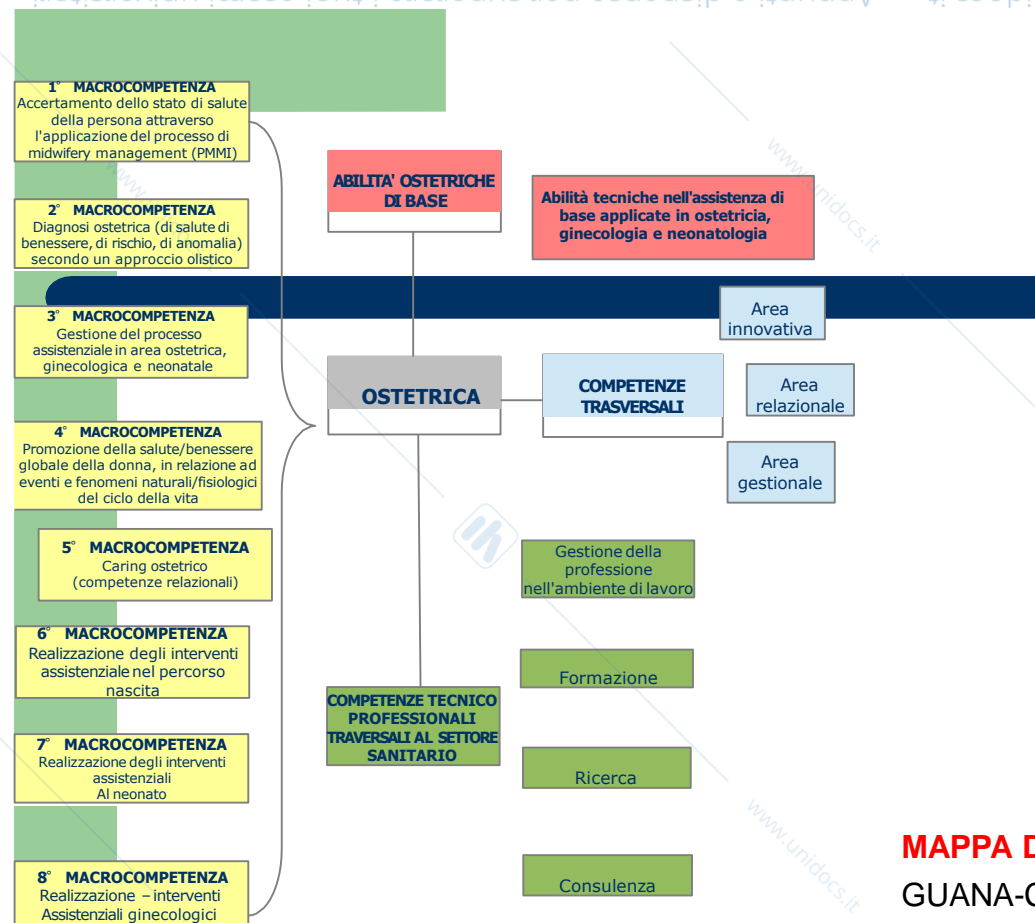 1° MACROCOMPETENZA
Accertamento dello stato di salute
della persona attraverso
l'applicazione del processo di
midwifery management (PMMI)
2° MACROCOMPETENZA
Diagnosi ostetrica (di salute di
benessere, di rischio, di anomalia)
secondo un approccio olistico
3° MACROCOMPETENZA
Gestione del processo
assistenziale in area ostetrica,
ginecologica e neonatale
4° MACROCOMPETENZA
Promozione della salute/benessere
globale della donna, in relazione ad
eventi e fenomeni naturali/fisiologici
del ciclo della vita
5° MACROCOMPETENZA
Caring ostetrico
(competenze relazionali)
6° MACROCOMPETENZA
Realizzazione degli interventi
assistenziale nel percorso
nascita
7° MACROCOMPETENZA
Realizzazione degli interventi
assistenziali
Al neonato
8° MACROCOMPETENZA
Realizzazione – interventi
Assistenziali ginecologici
ABILITA' OSTETRICHE
DI BASE
Abilità tecniche nell'assistenza di
base applicate in ostetricia,
ginecologia e neonatologia
OSTETRICA
COMPETENZE
TRASVERSALI
Area
innovativa
Area
relazionale
Area
gestionale
COMPETENZE TECNICO
PROFESSIONALI
TRAVERSALI AL SETTORE
SANITARIO
Gestione della
professione
nell'ambiente di lavoro
Formazione
Ricerca
Consulenza
MAPPA D
GUANA-C
www.unidocs.it
www.unidocs.it